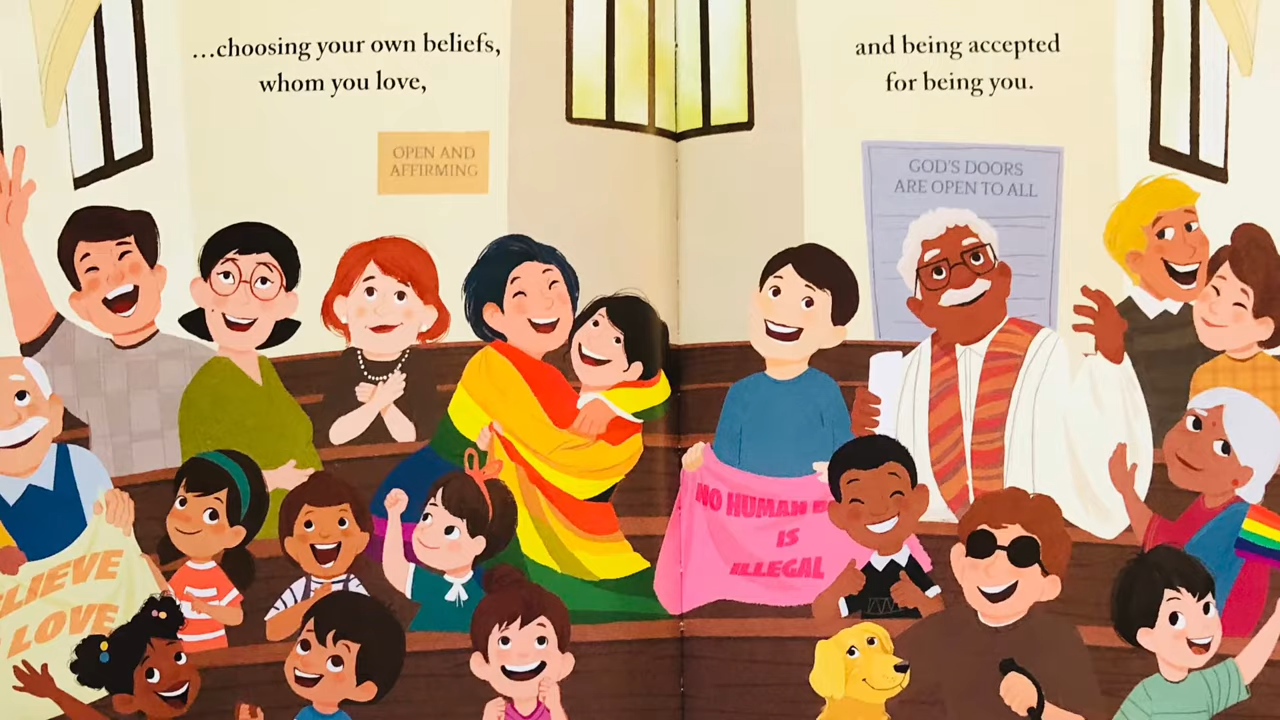 ...choosing your own beliefs,
whom you love,
and being accepted
for being you.
OPEN AND
AFFIRMING
GOD'S DOORS
ARE OPEN TO ALL
LOVE
NO HUMAN
IS
ILLEGAL